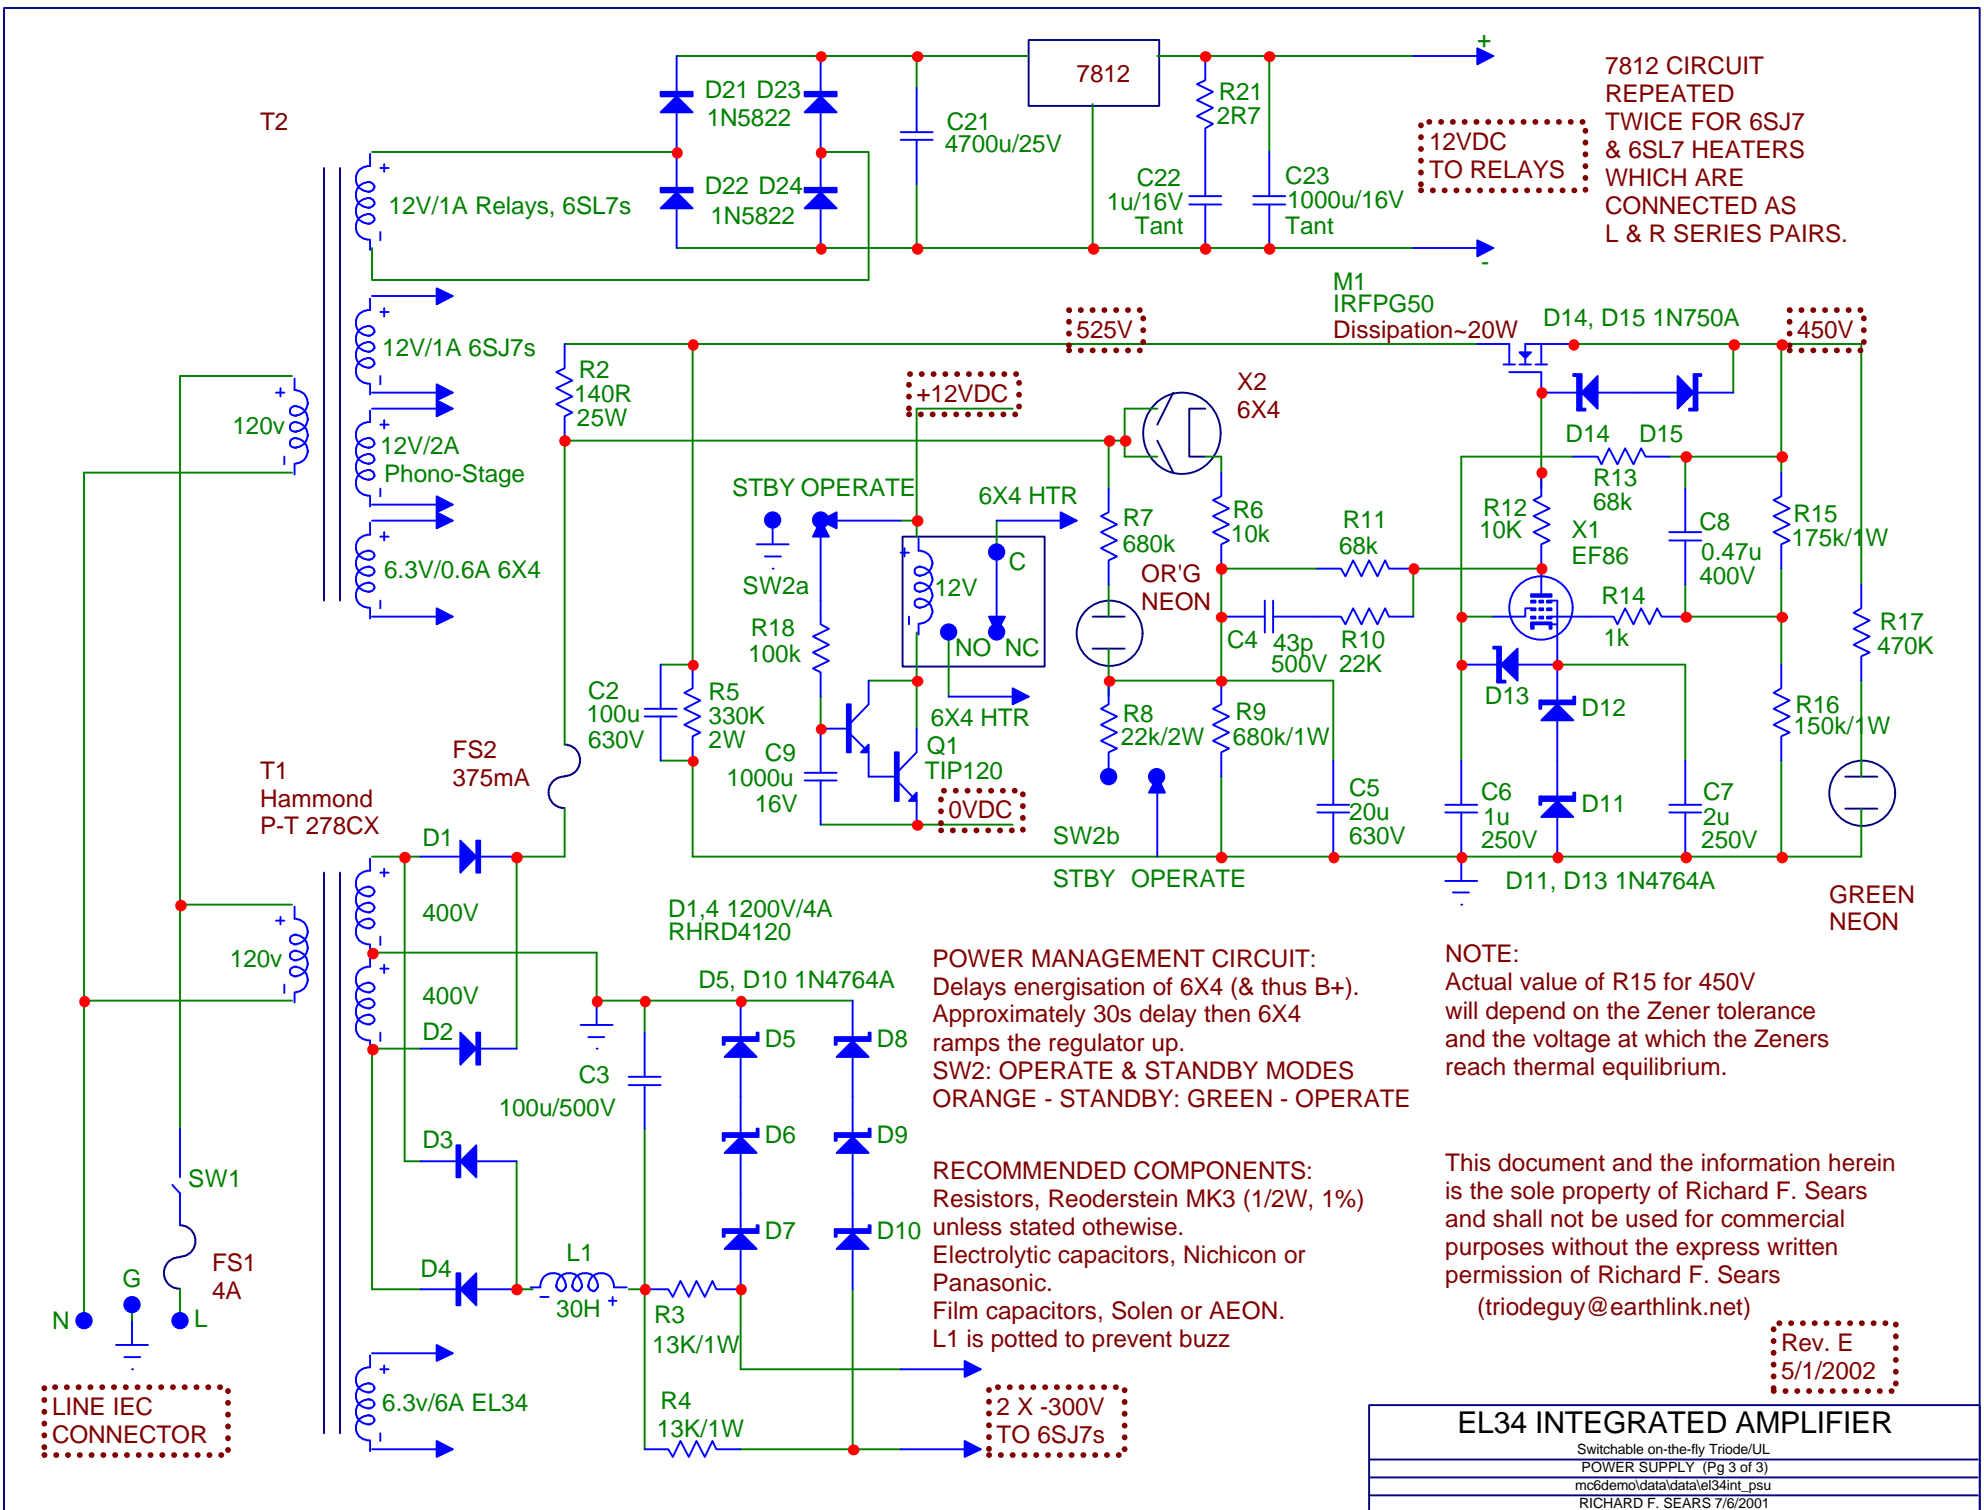 T2
D21 D23
1N5822
D22 D24
1N5822
C21
4700u/25V
7812
R21
2R7
C22
1u/16V
Tant
C23
1000u/16V
Tant
+
-
12VDC
TO RELAYS
7812 CIRCUIT
REPEATED
TWICE FOR 6SJ7
& 6SL7 HEATERS
WHICH ARE
CONNECTED AS
L & R SERIES PAIRS.
12V/1A Relays, 6SL7s
12V/1A 6SJ7s
12V/2A
Phono-Stage
6.3V/0.6A 6X4
120v
R2
140R
25W
525V
M1
IRFPG50
Dissipation~20W
D14, D15 1N750A
450V
+12VDC
X2
6X4
D14 D15
R13
68k
STBY OPERATE
6X4 HTR
SW2a
R18
100k
12V
C
NO NC
6X4 HTR
R7
680k
OR'G
NEON
R6
10k
R11
68k
R12
10K
X1
EF86
C8
0.47u
400V
R15
175k/1W
R14
1k
R17
470K
C4
43p
500V
R10
22K
C2
100u
630V
R5
330K
2W
C9
1000u
16V
Q1
TIP120
0VDC
R8
22k/2W
R9
680k/1W
D13
D12
D11
R16
150k/1W
C5
20u
630V
C6
1u
250V
C7
2u
250V
SW2b
STBY OPERATE
D11, D13 1N4764A
GREEN
NEON
FS2
375mA
T1
Hammond
P-T 278CX
D1
400V
120v
400V
D2
D3
D4
D1,4 1200V/4A
RHRD4120
D5, D10 1N4764A
C3
100u/500V
D5
D6
D7
D8
D9
D10
L1
30H
R3
13K/1W
R4
13K/1W
2 X -300V
TO 6SJ7s
6.3v/6A EL34
SW1
FS1
4A
N
G
L
LINE IEC
CONNECTOR
POWER MANAGEMENT CIRCUIT:
Delays energisation of 6X4 (& thus B+).
Approximately 30s delay then 6X4
ramps the regulator up.
SW2: OPERATE & STANDBY MODES
ORANGE - STANDBY: GREEN - OPERATE
RECOMMENDED COMPONENTS:
Resistors, Reoderstein MK3 (1/2W, 1%)
unless stated othewise.
Electrolytic capacitors, Nichicon or
Panasonic.
Film capacitors, Solen or AEON.
L1 is potted to prevent buzz
NOTE:
Actual value of R15 for 450V
will depend on the Zener tolerance
and the voltage at which the Zeners
reach thermal equilibrium.
This document and the information herein
is the sole property of Richard F. Sears
and shall not be used for commercial
purposes without the express written
permission of Richard F. Sears
(triodeguy@earthlink.net)
Rev. E
5/1/2002
EL34 INTEGRATED AMPLIFIER
Switchable on-the-fly Triode/UL
POWER SUPPLY (Pg 3 of 3)
mc6demo\data\data\el34int_psu
RICHARD F. SEARS 7/6/2001